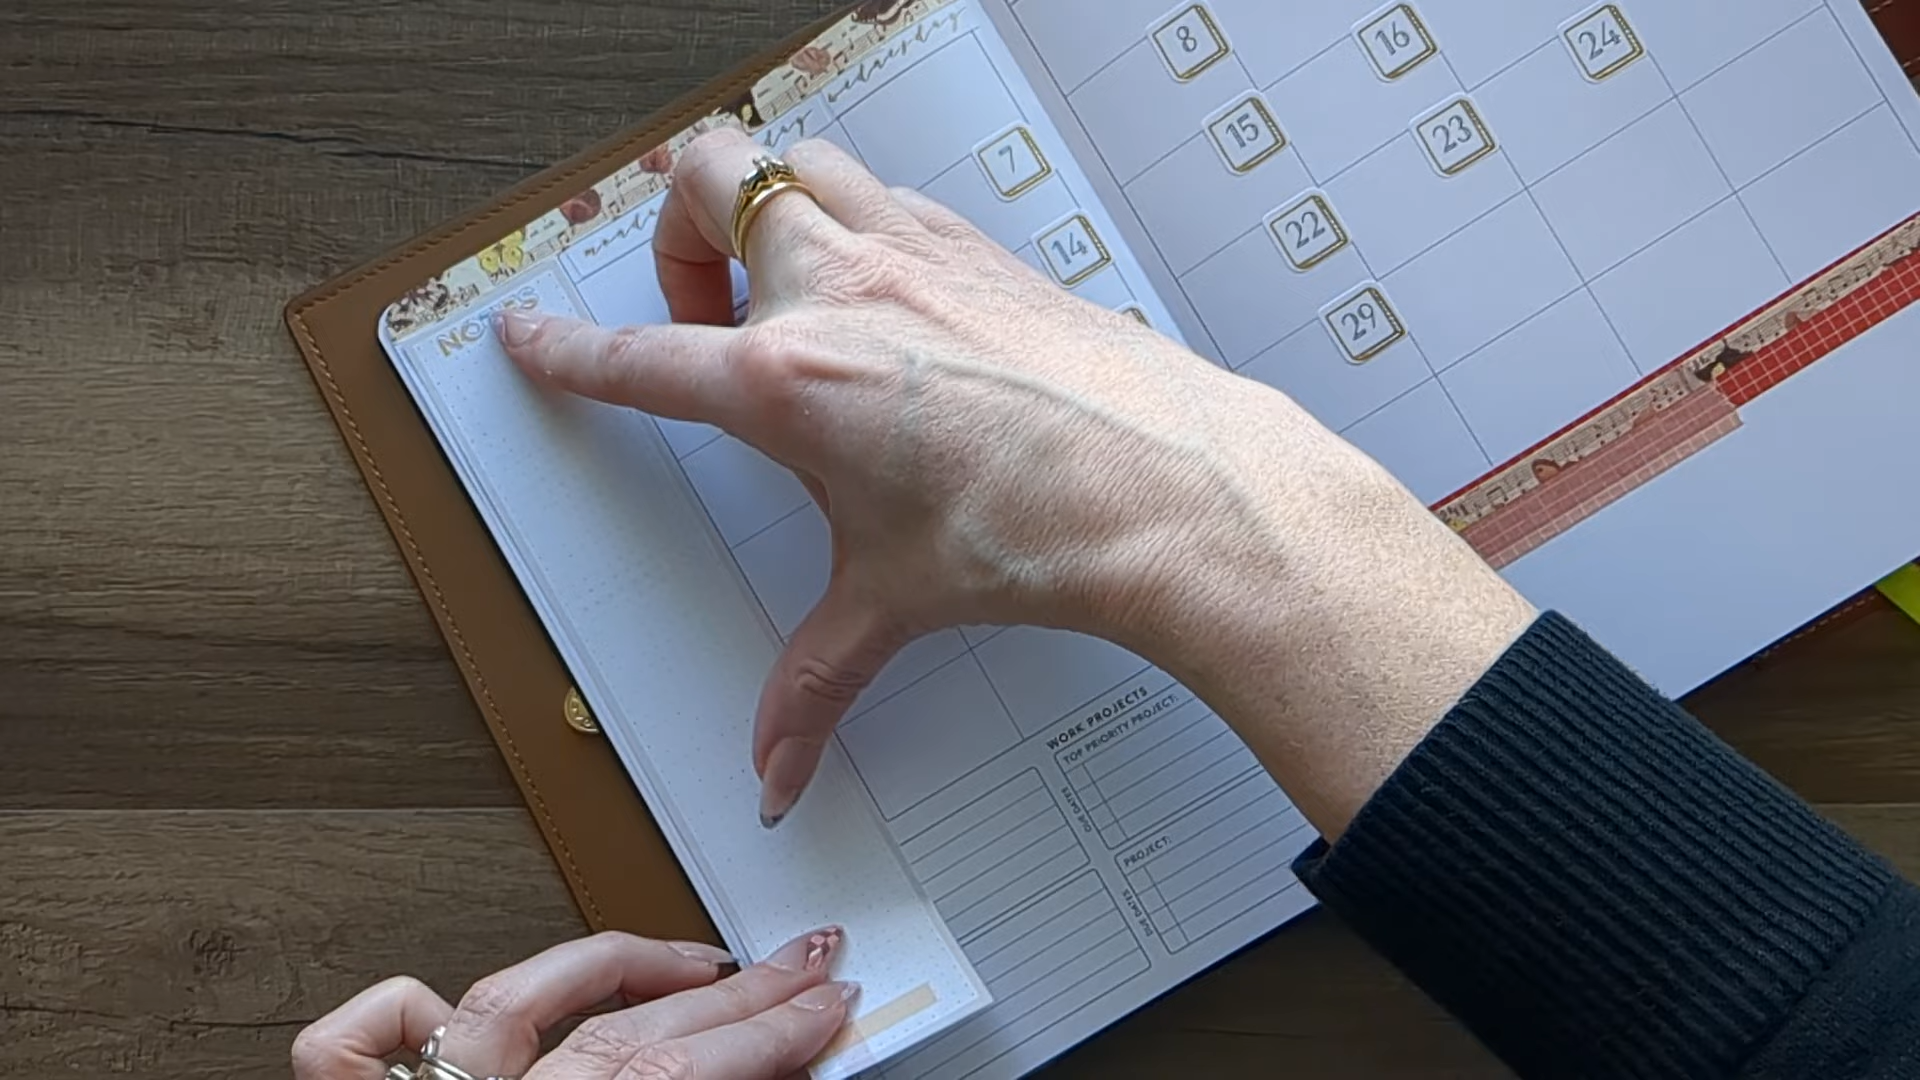 NOTES
wednesday
7
14
8
16
24
15
23
22
29
WORK PROJECTS
TOP PRIORITY PROJECT:
DUE DATES
PROJECT:
DUE DATES